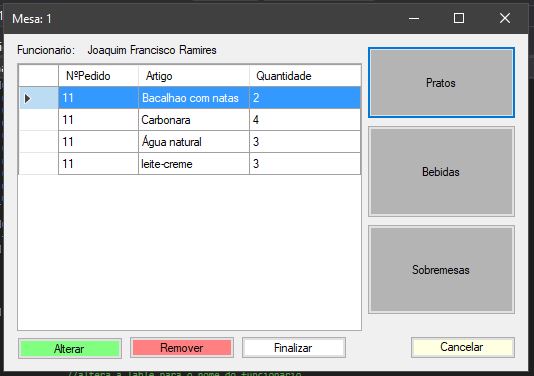 Mesa: 1
Funcionario: Joaquim Francisco Ramires
NºPedido Artigo Quantidade
11 Bacalhao com natas 2
11 Carbonara 4
11 Água natural 3
11 leite-creme 3
Pratos
Bebidas
Sobremesas
Alterar Remover Finalizar Cancelar
//altera a lable para o nome do funcionario